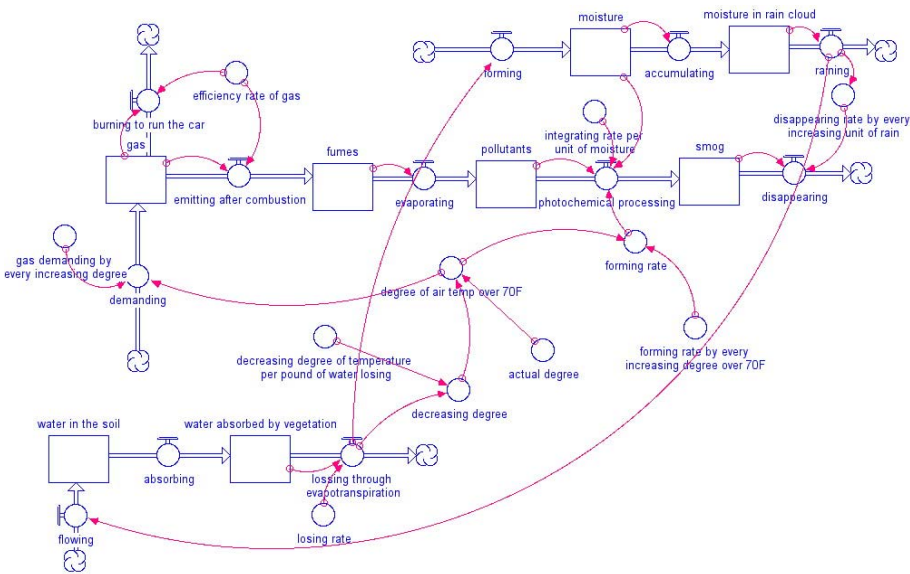 moisture
moisture in rain cloud
forming
accumulating
raining
efficiency rate of gas
burning to run the car
gas
disappearing rate by every
increasing unit of rain
integrating rate per
unit of moisture
fumes
pollutants
smog
emitting after combustion
evaporating
photochemical processing
disappearing
gas demanding by
every increasing degree
demanding
degree of air temp over 70F
forming rate
decreasing degree of temperature
per pound of water losing
actual degree
forming rate by every
increasing degree over 70F
decreasing degree
water in the soil
water absorbed by vegetation
absorbing
lossing through
evapotranspiration
flowing
losing rate